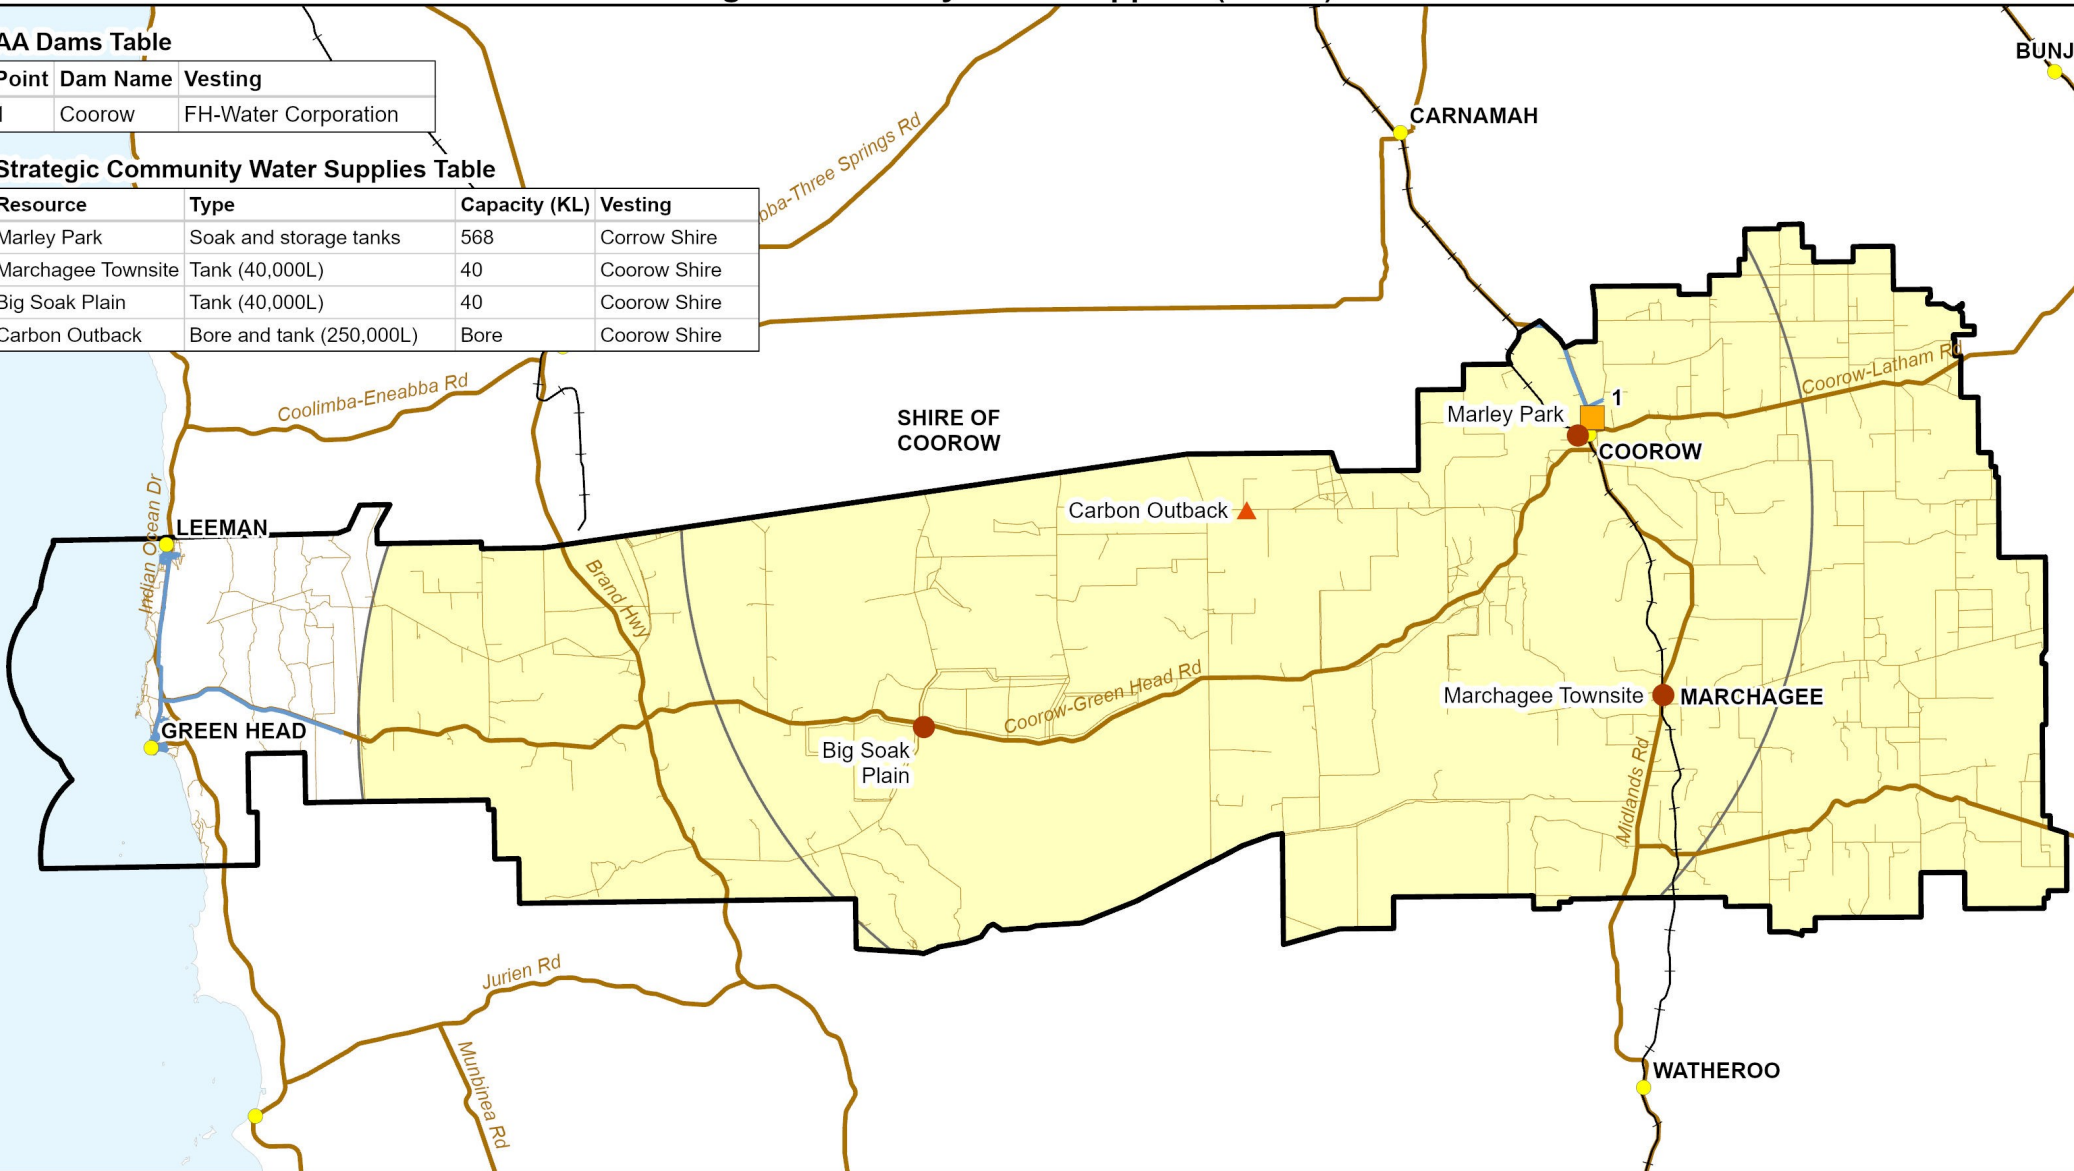 AA Dams Table
Point Dam Name Vesting
1 Coorow FH-Water Corporation
Strategic Community Water Supplies Table
Resource Type Capacity (KL) Vesting
Marley Park Soak and storage tanks 568 Corrow Shire
Marchagee Townsite Tank (40,000L) 40 Coorow Shire
Big Soak Plain Tank (40,000L) 40 Coorow Shire
Carbon Outback Bore and tank (250,000L) Bore Coorow Shire
BUNJ
CARNAMAH
bba-Three Springs Rd
Coolimba-Eneabba Rd
SHIRE OF
COOROW
Coorow-Latham Rd
1
Marley Park
COOROW
Carbon Outback
LEEMAN
Indian Ocean Dr
Brand Hwy
Coorow-Green Head Rd
Marchagee Townsite
MARCHAGEE
GREEN HEAD
Big Soak
Plain
Midlands Rd
Jurien Rd
Munbinea Rd
WATHEROO